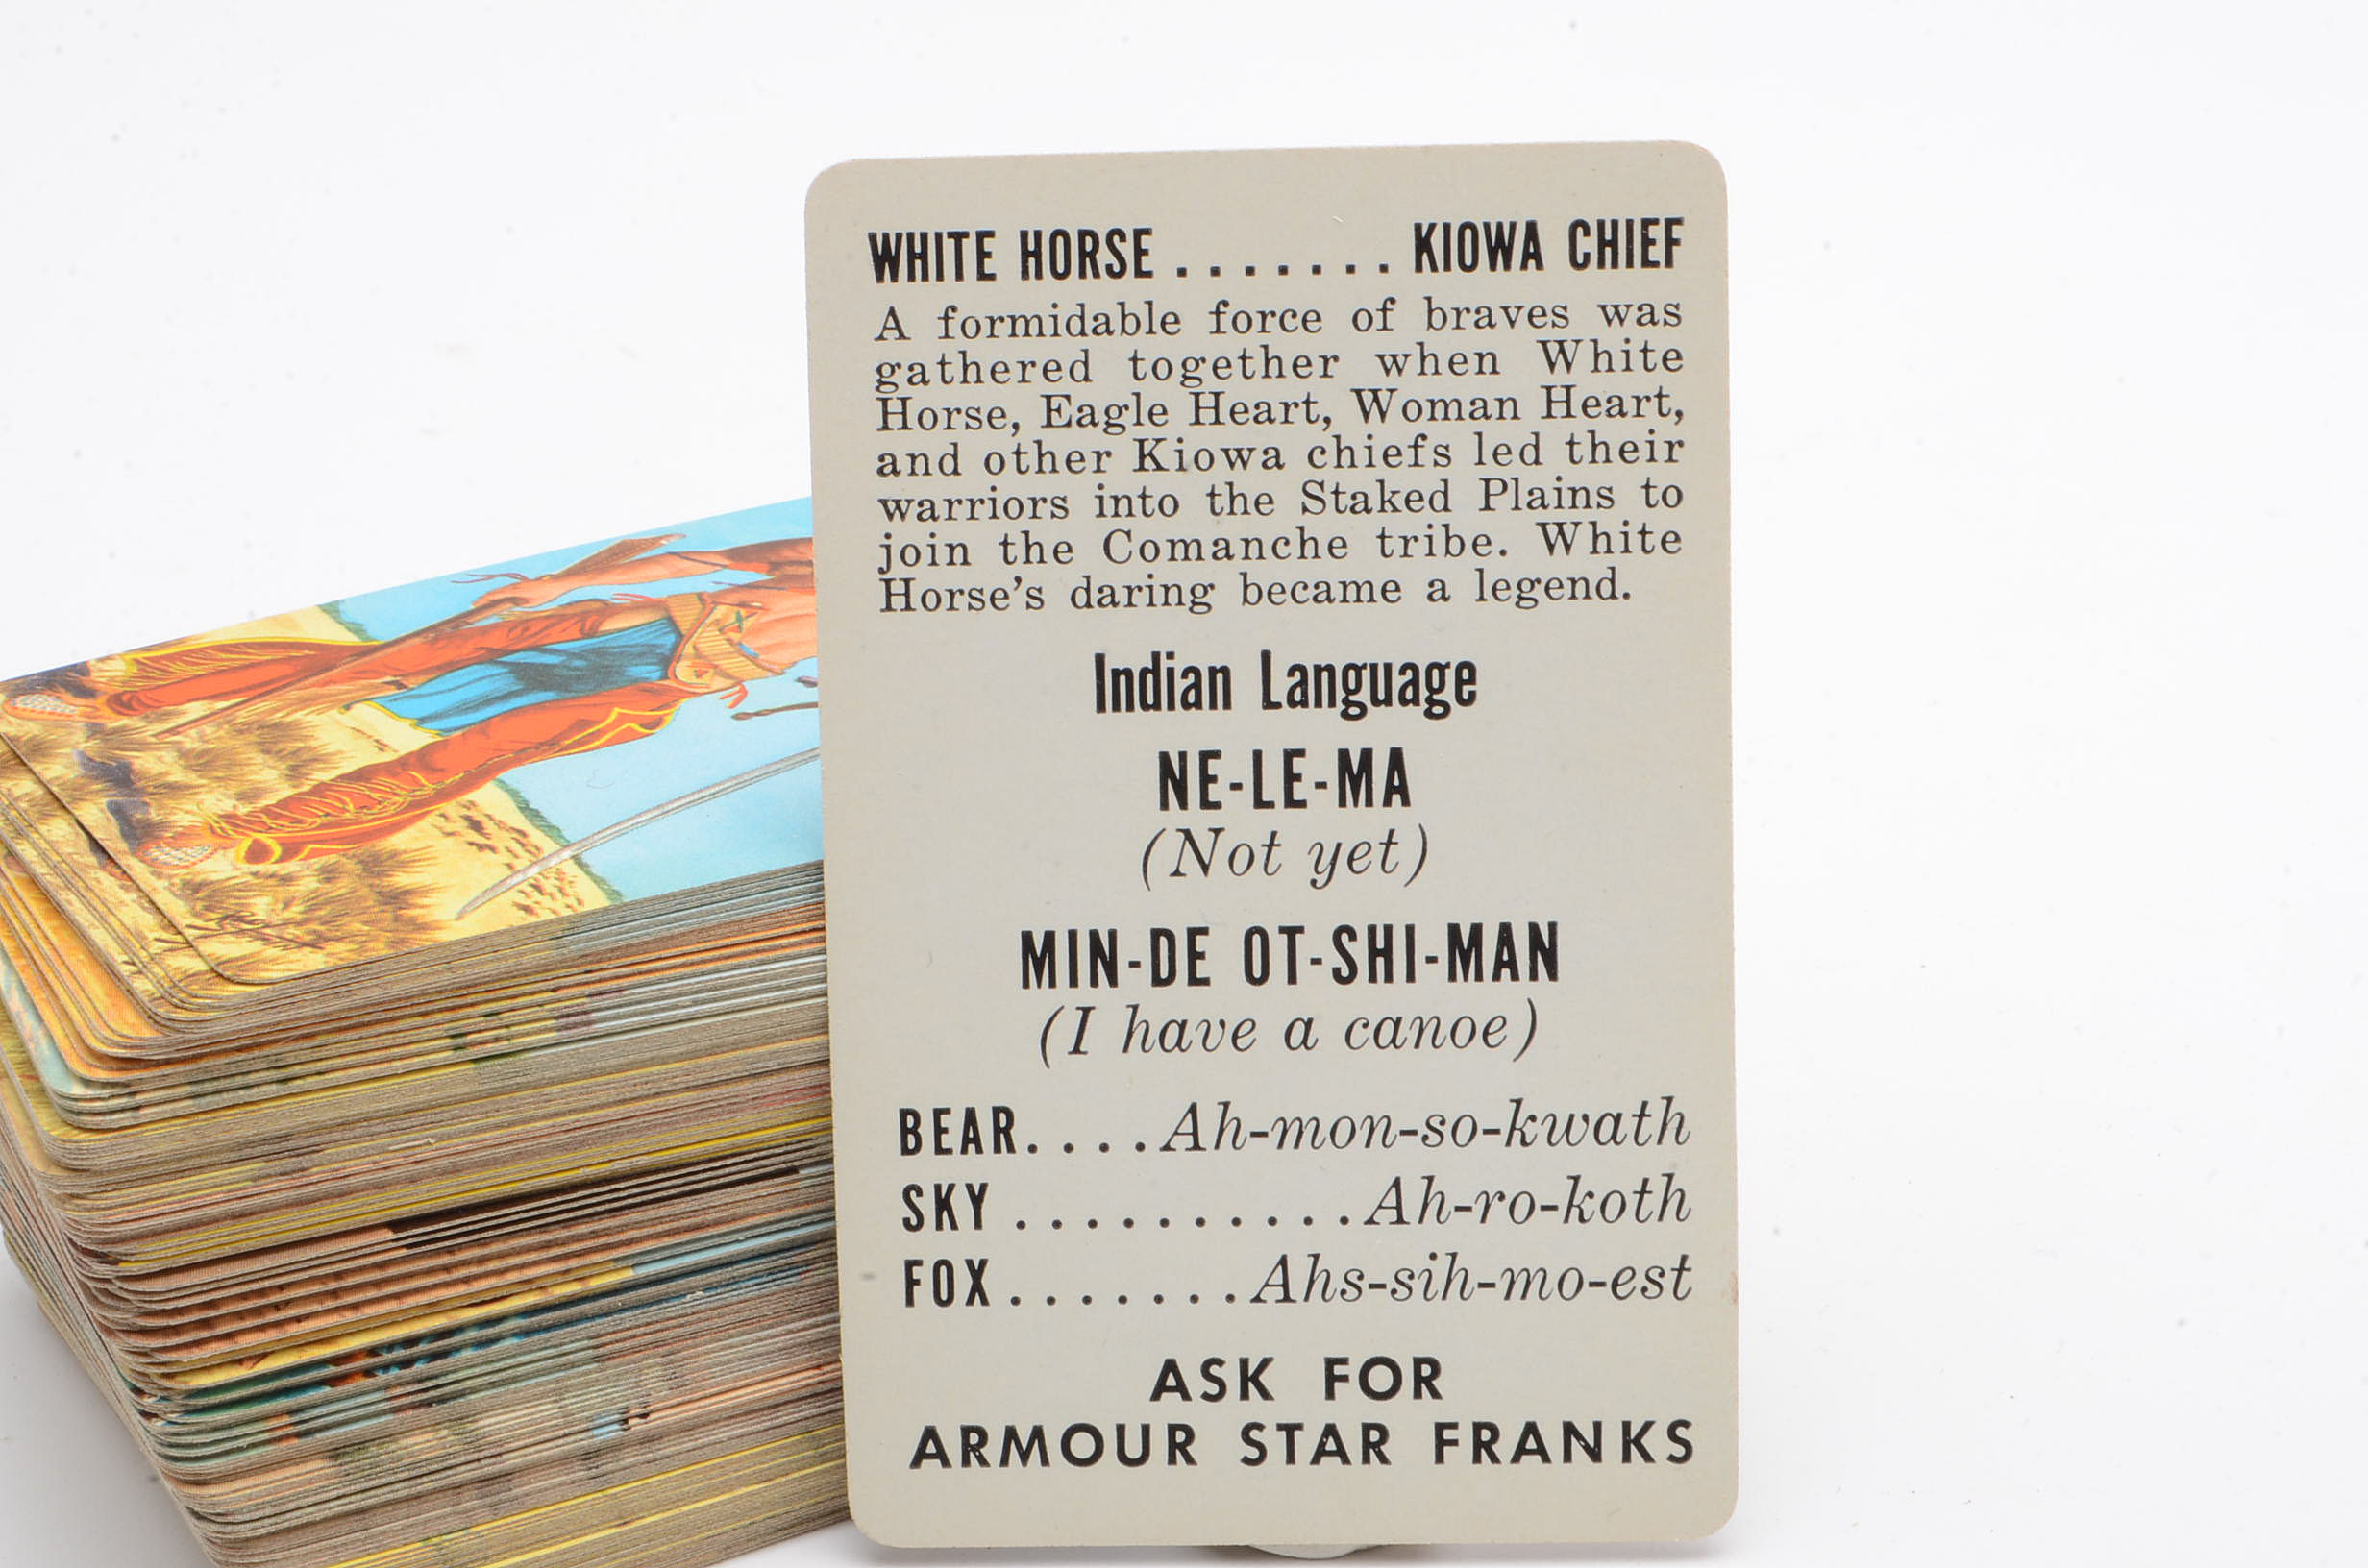 WHITE HORSE ....... KIOWA CHIEF
A formidable force of braves was
gathered together when White
Horse, Eagle Heart, Woman Heart,
and other Kiowa chiefs led their
warriors into the Staked Plains to
join the Comanche tribe. White
Horse's daring became a legend.
Indian Language
NE-LE-MA
(Not yet)
MIN-DE OT-SHI-MAN
(I have a canoe)
BEAR....Ah-mon-so-kwath
SKY..........Ah-ro-koth
FOX.......Ahs-sih-mo-est
ASK FOR
ARMOUR STAR FRANKS